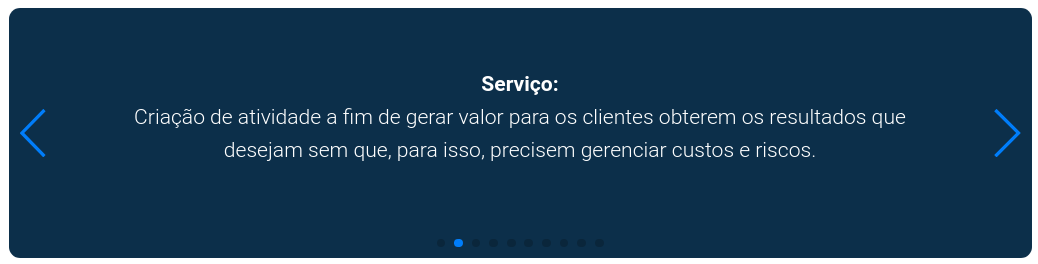 Serviço:
Criação de atividade a fim de gerar valor para os clientes obterem os resultados que
desejam sem que, para isso, precisem gerenciar custos e riscos.